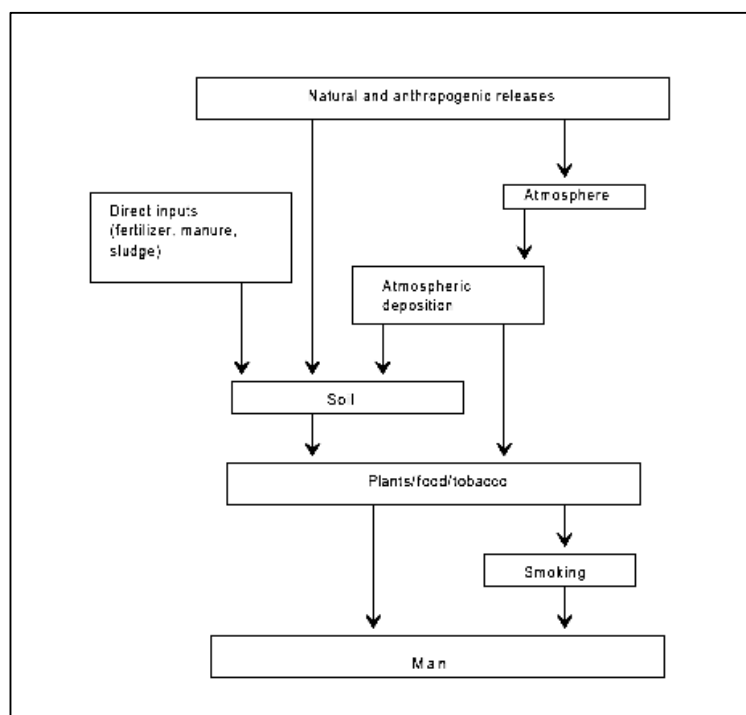 Natural and anthropogenic releases
Atmosphere
Direct inputs
(fertilizer, manure,
sludge)
Atmospheric
deposition
Soil
Plants/food/tobacco
Smoking
Man